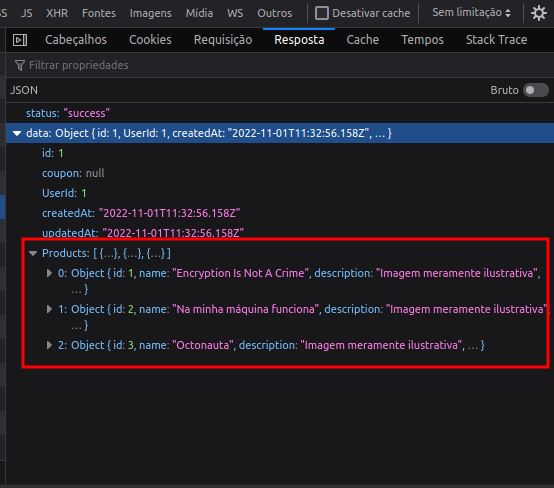 SS JS XHR Fontes Imagens Mídia WS Outros Desativar cache Sem limitação
Cabeçalhos Cookies Requisição Resposta Cache Tempos Stack Trace
Filtrar propriedades
JSON Bruto
status: "success"
data: Object { id: 1, UserId: 1, createdAt: "2022-11-01T11:32:56.158Z", … }
id: 1
coupon: null
UserId: 1
createdAt: "2022-11-01T11:32:56.158Z"
updatedAt: "2022-11-01T11:32:56.158Z"
Products: [ {…}, {…}, {…} ]
0: Object { id: 1, name: "Encryption Is Not A Crime", description: "Imagem meramente ilustrativa",
… }
1: Object { id: 2, name: "Na minha máquina funciona", description: "Imagem meramente ilustrativa",
… }
2: Object { id: 3, name: "Octonauta", description: "Imagem meramente ilustrativa", … }